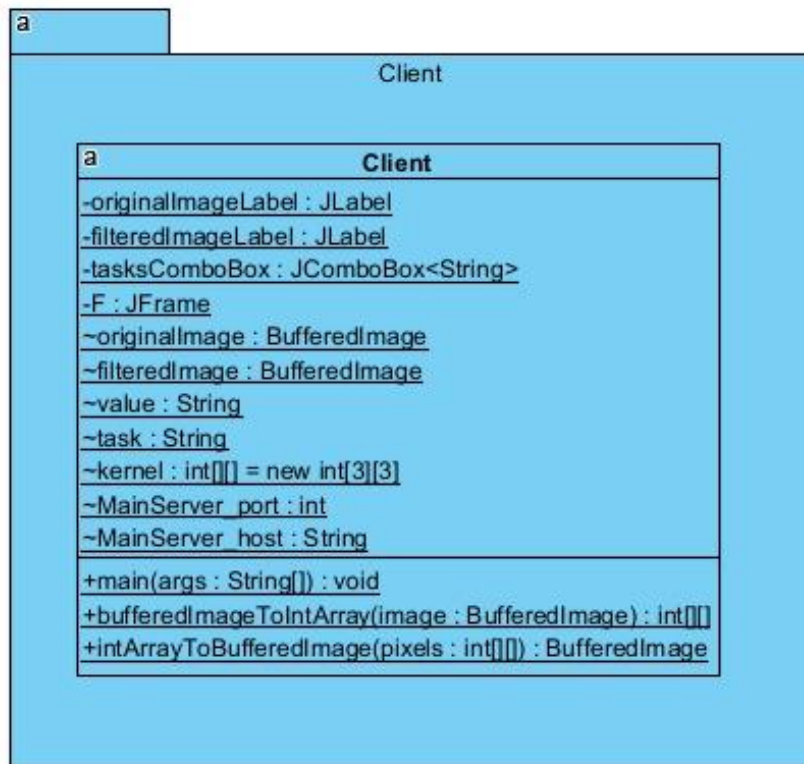 a
Client
a
Client
-originalImageLabel : JLabel
-filteredImageLabel : JLabel
-tasksComboBox : JComboBox<String>
-F : JFrame
~originalImage : BufferedImage
~filteredImage : BufferedImage
~value : String
~task : String
~kernel : int[][] = new int[3][3]
~MainServer_port : int
~MainServer_host : String
+main(args : String[]) : void
+bufferedImageToIntArray(image : BufferedImage) : int[][]
+intArrayToBufferedImage(pixels : int[][]) : BufferedImage